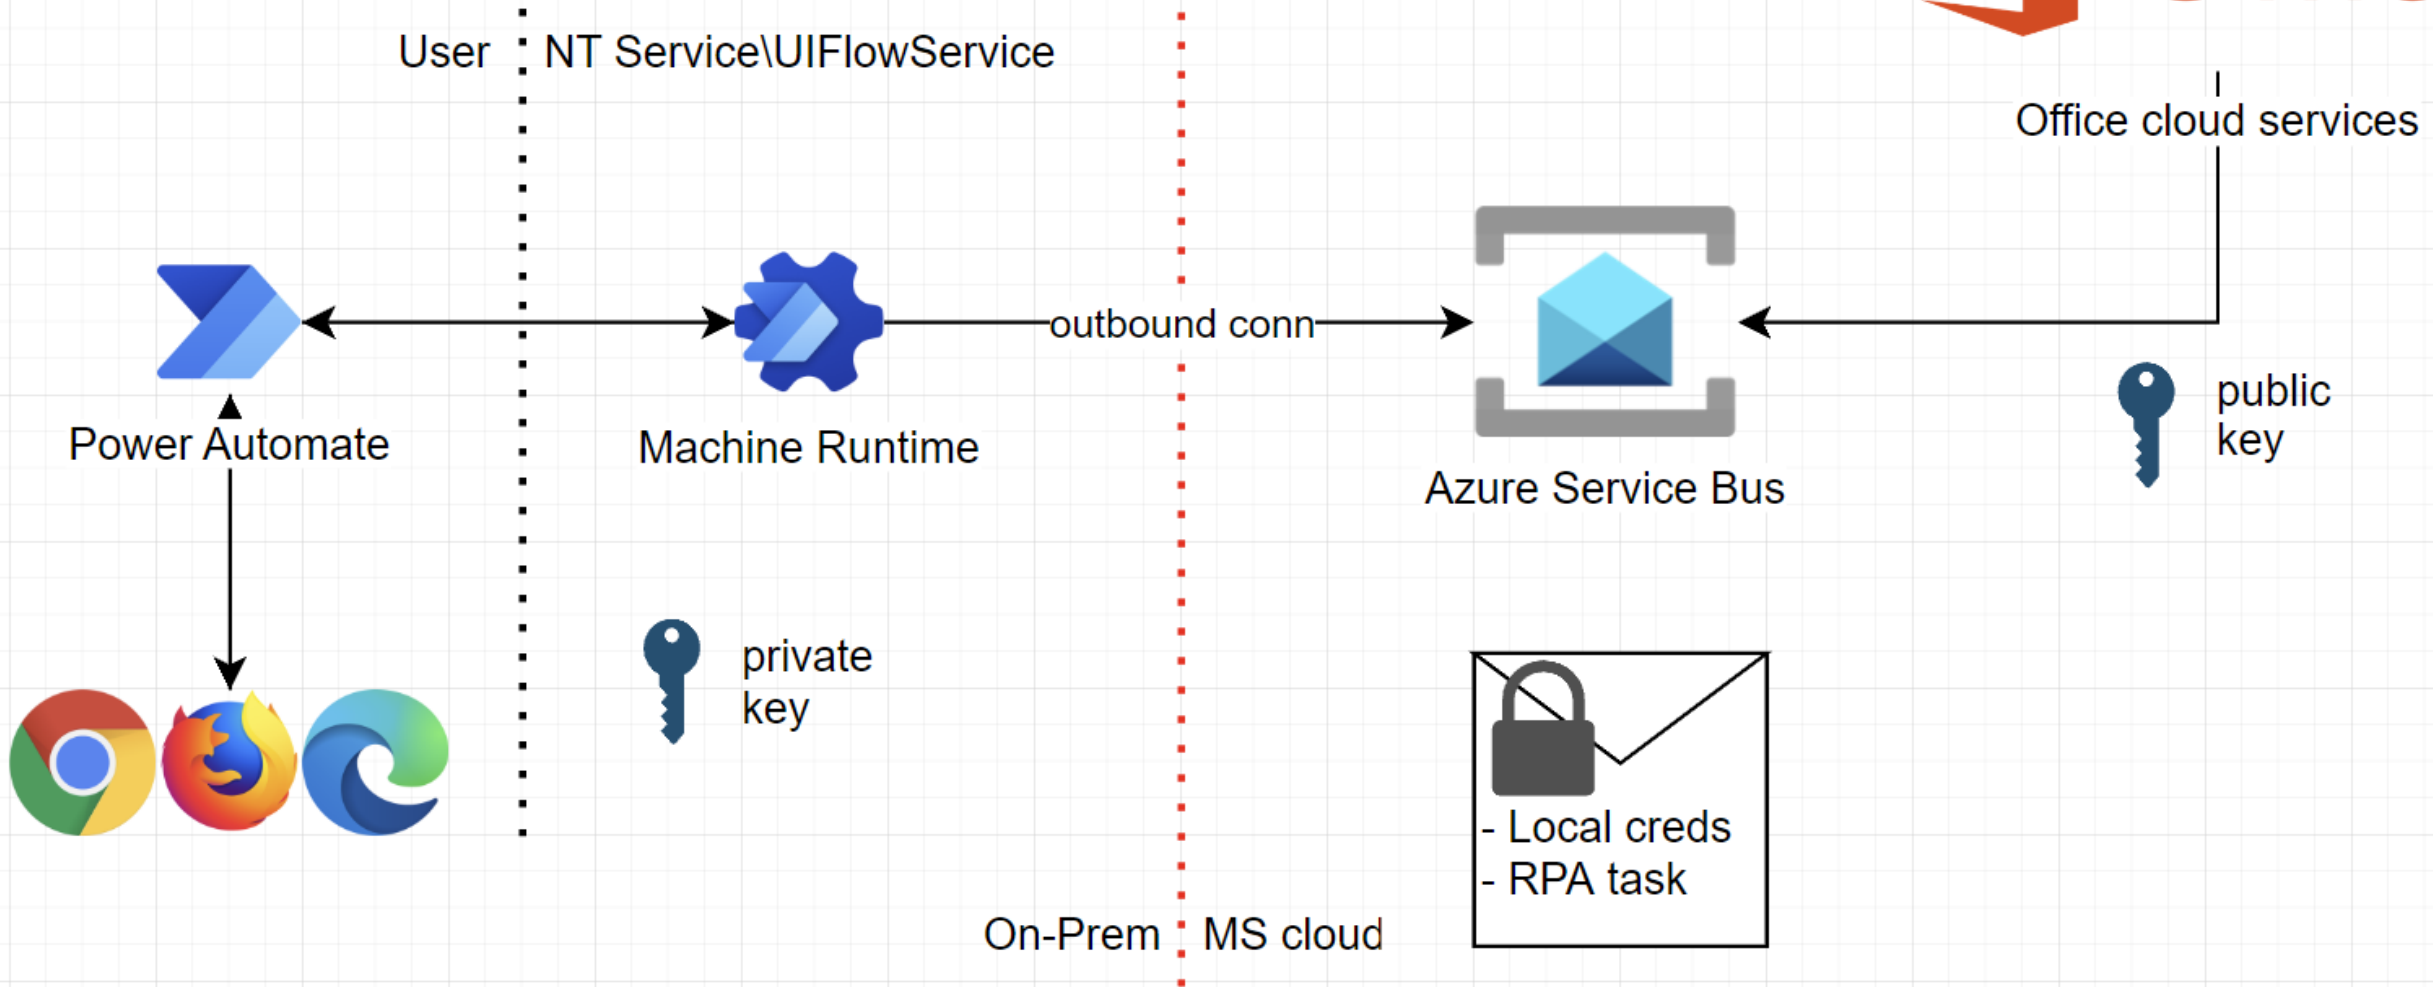 User
NT Service\UIFlowService
Office cloud services
outbound conn
Power Automate
Machine Runtime
Azure Service Bus
public
key
private
key
- Local creds
- RPA task
On-Prem
MS cloud